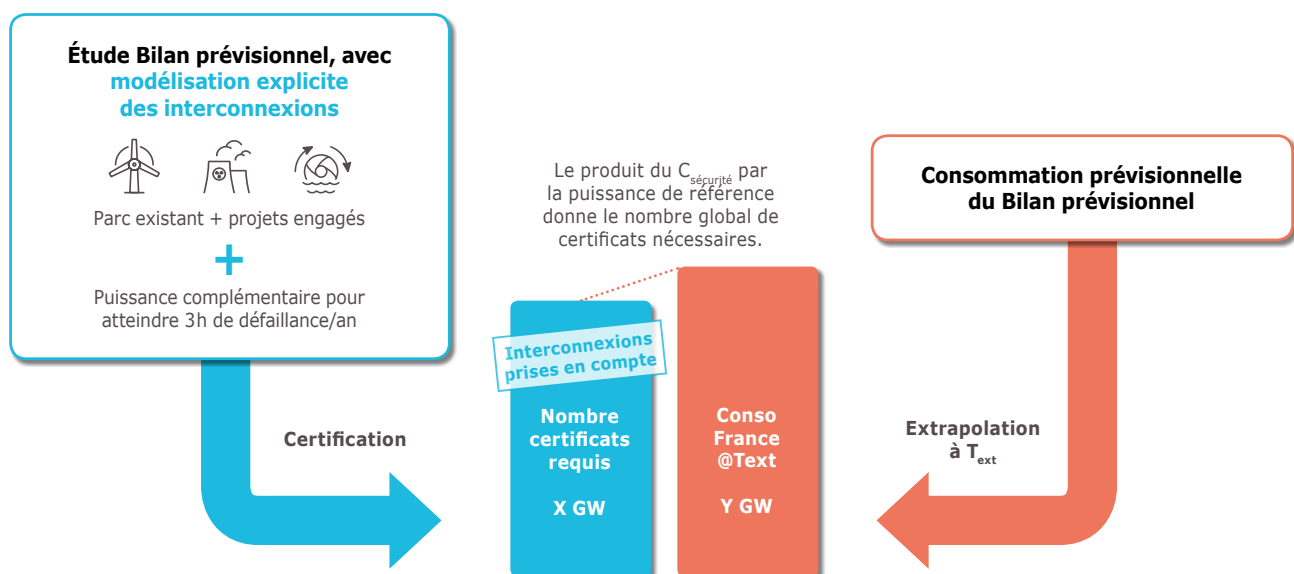 Étude Bilan prévisionnel, avec
modélisation explicite
des interconnexions
Parc existant + projets engagés
+
Puissance complémentaire pour
atteindre 3h de défaillance/an
Certification
Le produit du C_sécurité par
la puissance de référence
donne le nombre global de
certificats nécessaires.
Interconnexions
prises en compte
Nombre
certificats
requis
X GW
Conso
France
@Text
Y GW
Consommation prévisionnelle
du Bilan prévisionnel
Extrapolation
à T_ext